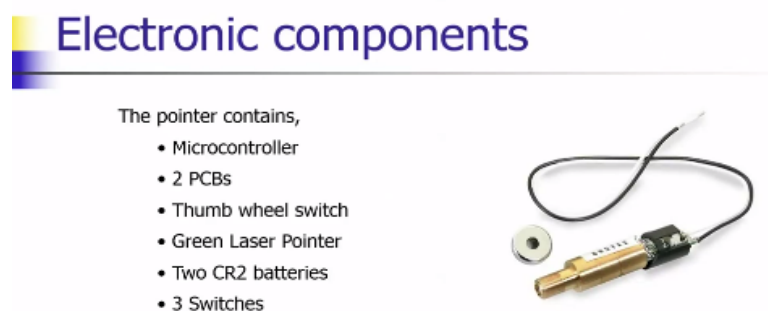 Electronic components
The pointer contains,
• Microcontroller
• 2 PCBs
• Thumb wheel switch
• Green Laser Pointer
• Two CR2 batteries
• 3 Switches